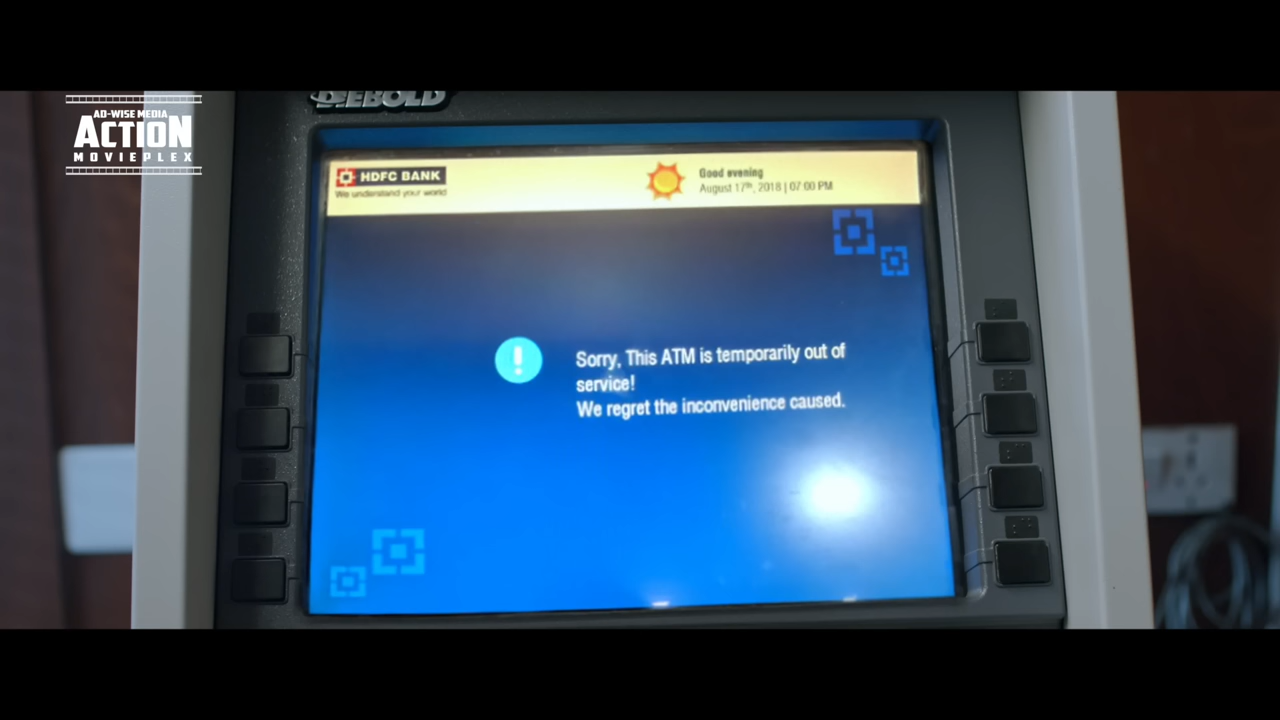 DIEBOLD
AD-WISE MEDIA
ACTION
MOVIEPLEX
HDFC BANK
We understand your world
Good evening
August 17th, 2018 | 07:00 PM
Sorry, This ATM is temporarily out of
service!
We regret the inconvenience caused.